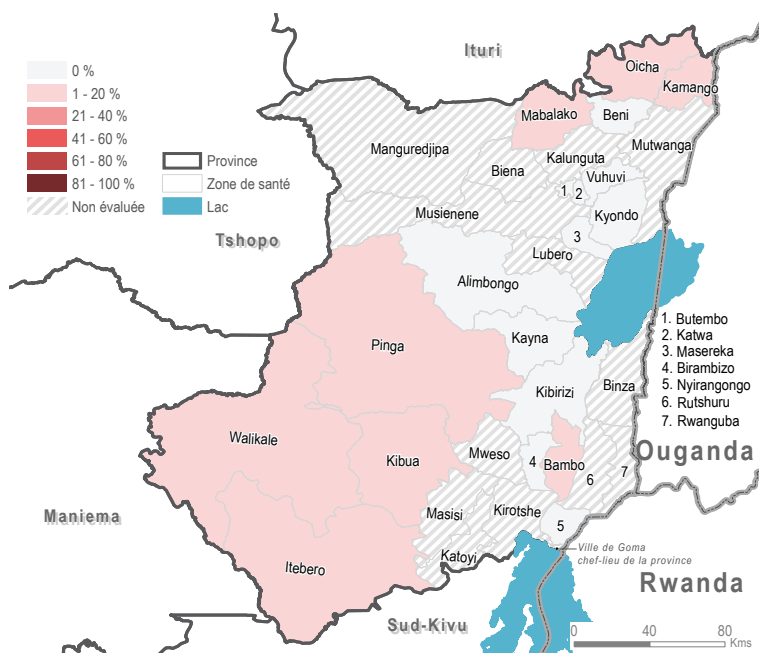 Ituri
0 %
1 - 20 %
21 - 40 %
41 - 60 %
61 - 80 %
81 - 100 %
Non évaluée
Province
Zone de santé
Lac
Oicha
Kamango
Mabalako
Beni
Manguredjipa
Mutwanga
Kalunguta
Biena
Vuhuvi
1
2
Musienene
Kyondo
3
Tshopo
Lubero
Alimbongo
1. Butembo
2. Katwa
3. Masereka
4. Birambizo
5. Nyirangongo
6. Rutshuru
7. Rwanguba
Kayna
Pinga
Kibirizi
Binza
Walikale
Ouganda
Kibua
Mweso
4
Bambo
6
7
Maniema
Masisi
Kirotshe
5
Katoyi
Ville de Goma
chef-lieu de la province
Itebero
Rwanda
Sud-Kivu
0
40
80
Kms